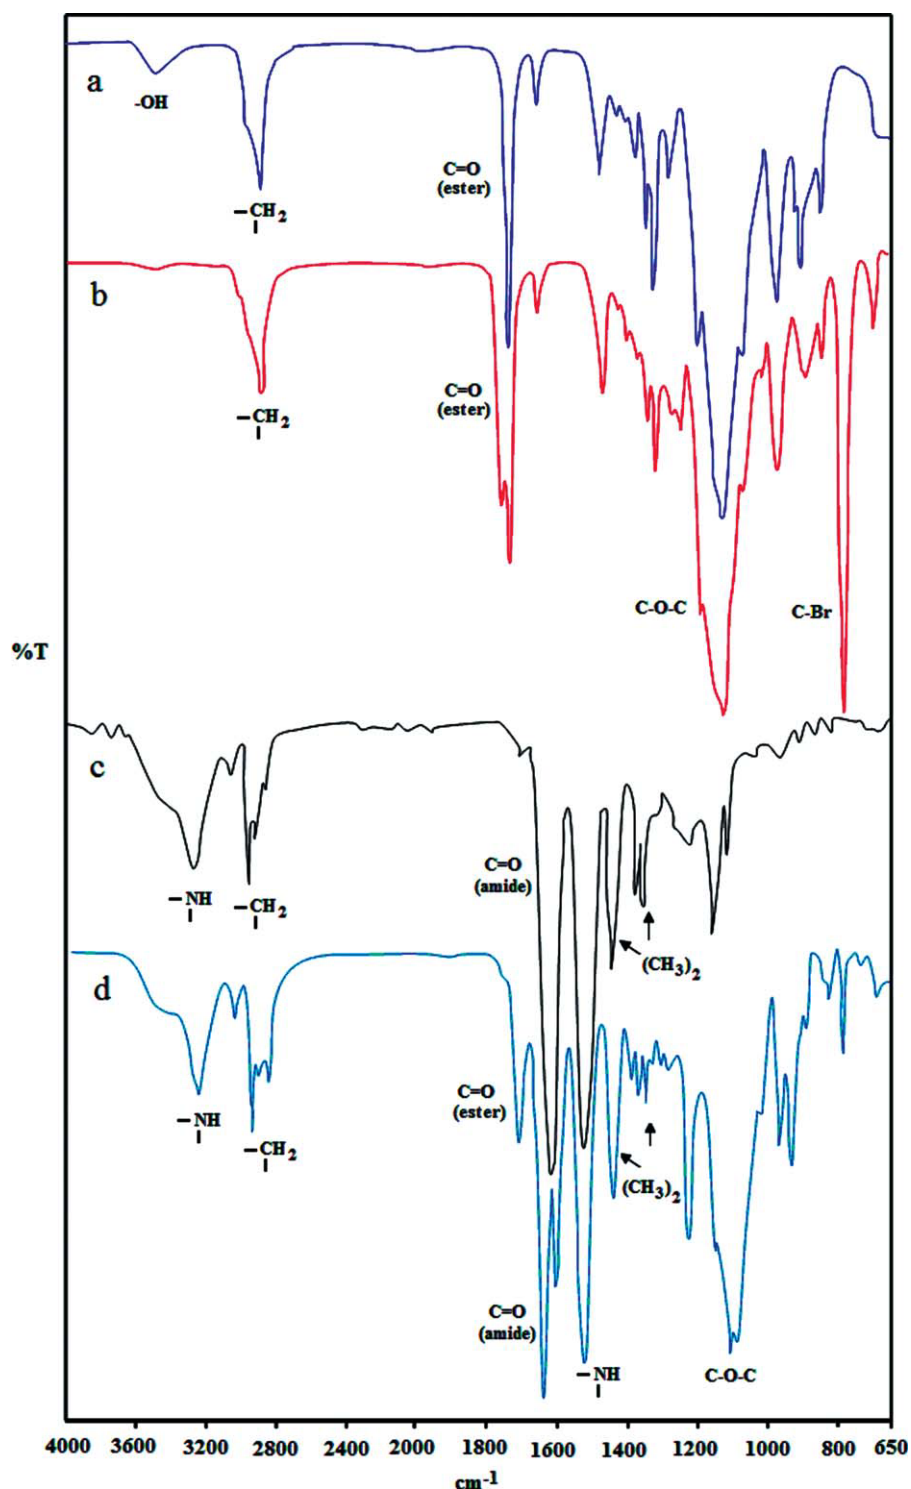 a
-OH
–CH2
C=O
(ester)
b
–CH2
C=O
(ester)
C-O-C
C-Br
%T
c
–NH
–CH2
C=O
(amide)
(CH3)2
d
–NH
–CH2
C=O
(ester)
(CH3)2
C=O
(amide)
–NH
C-O-C
4000 3600 3200 2800 2400 2000 1800 1600 1400 1200 1000 800 650
cm-1